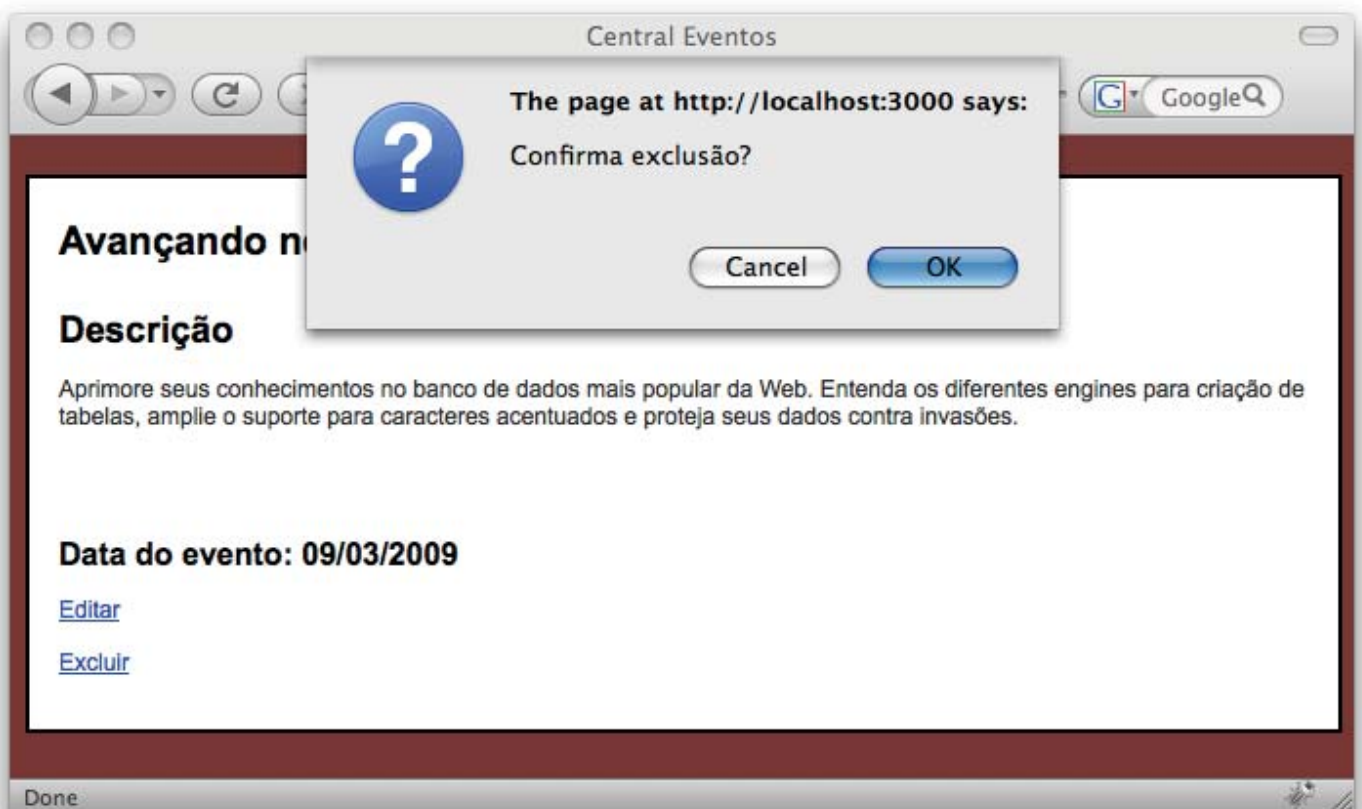 Central Eventos
Google
The page at http://localhost:3000 says:
Confirma exclusão?
Cancel
OK
Avançando
Descrição
Aprimore seus conhecimentos no banco de dados mais popular da Web. Entenda os diferentes engines para criação de
tabelas, amplie o suporte para caracteres acentuados e proteja seus dados contra invasões.
Data do evento: 09/03/2009
Editar
Excluir
Done